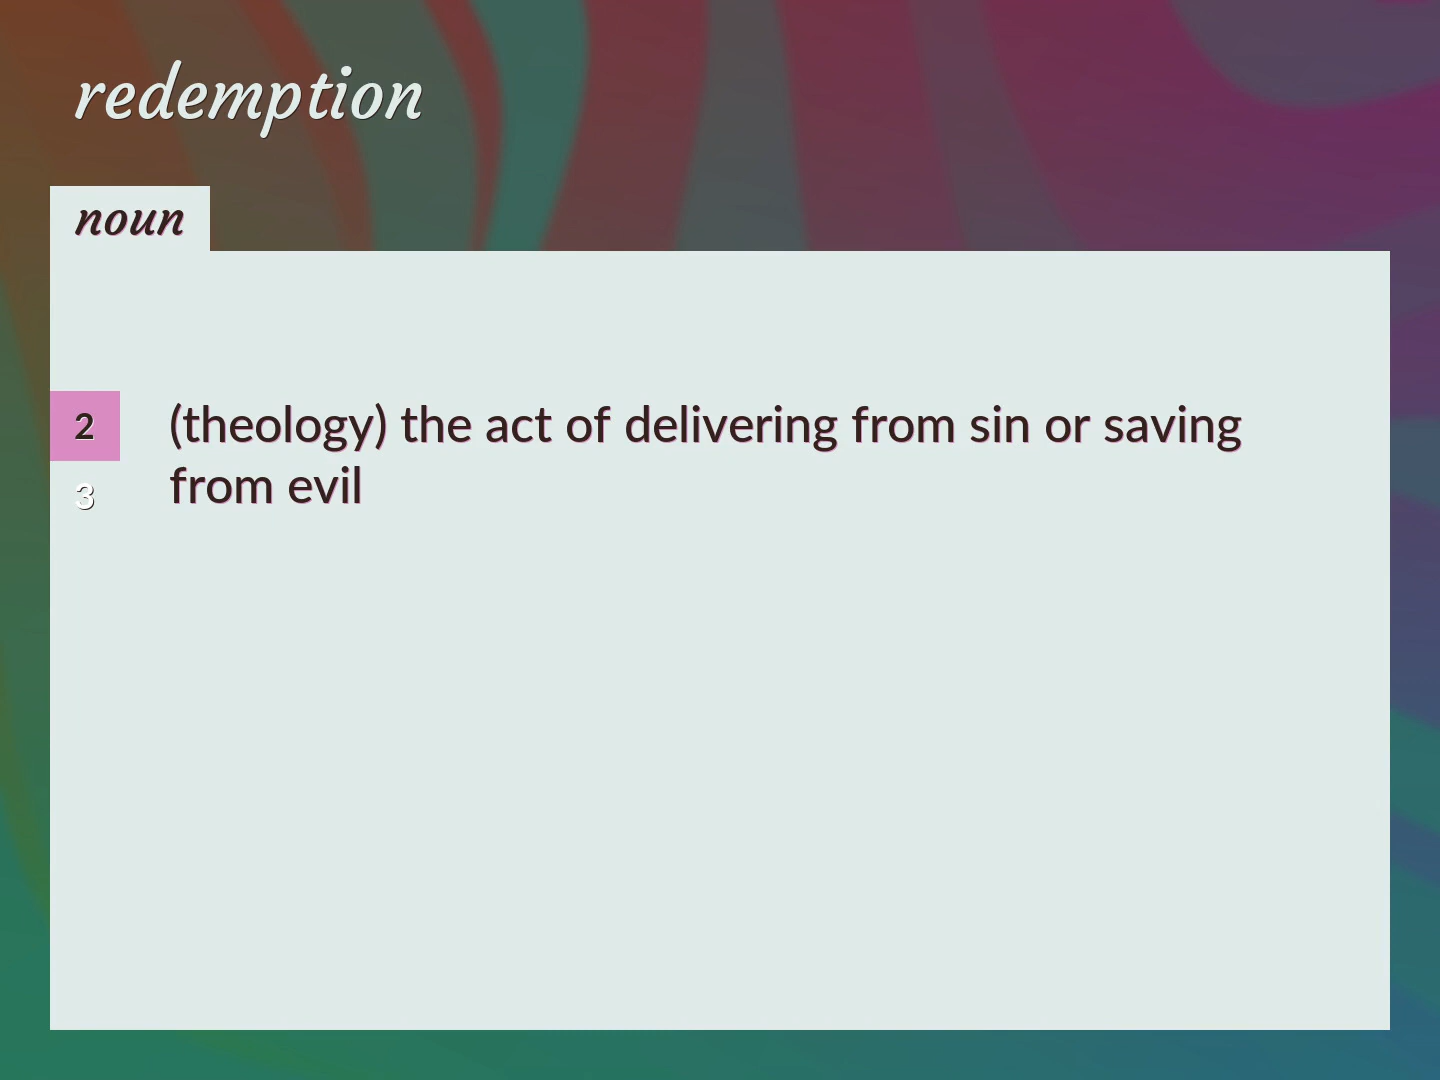 redemption
noun
2
(theology) the act of delivering from sin or saving
from evil
3